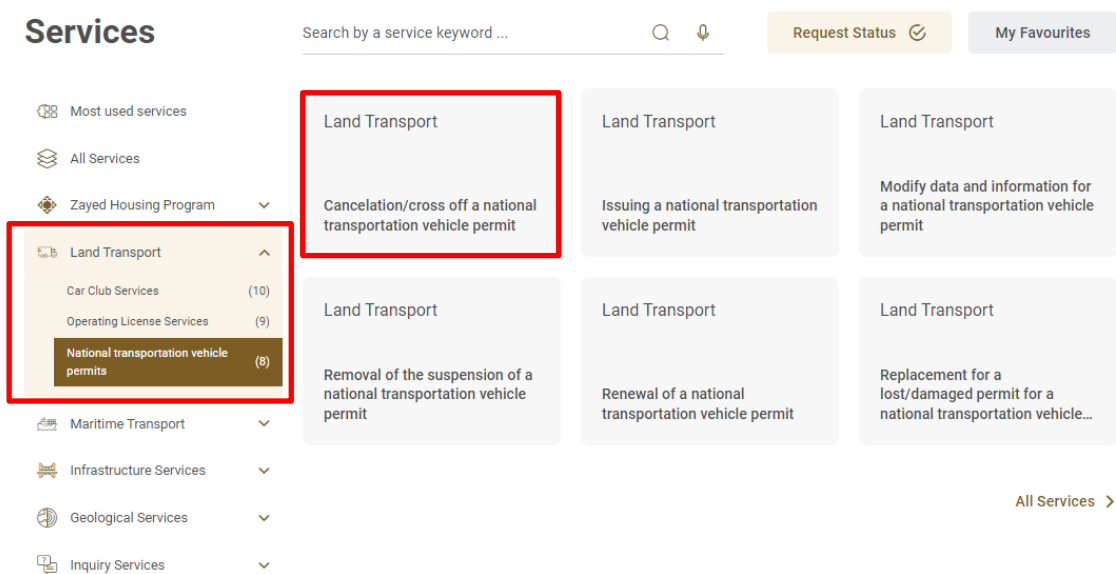 Services
Search by a service keyword ...
Request Status
My Favourites
Most used services
All Services
Zayed Housing Program
Land Transport
Car Club Services (10)
Operating License Services (9)
National transportation vehicle
permits (8)
Maritime Transport
Infrastructure Services
Geological Services
Inquiry Services
Land Transport
Cancelation/cross off a national
transportation vehicle permit
Land Transport
Issuing a national transportation
vehicle permit
Land Transport
Modify data and information for
a national transportation vehicle
permit
Land Transport
Removal of the suspension of a
national transportation vehicle
permit
Land Transport
Renewal of a national
transportation vehicle permit
Land Transport
Replacement for a
lost/damaged permit for a
national transportation vehicle...
All Services